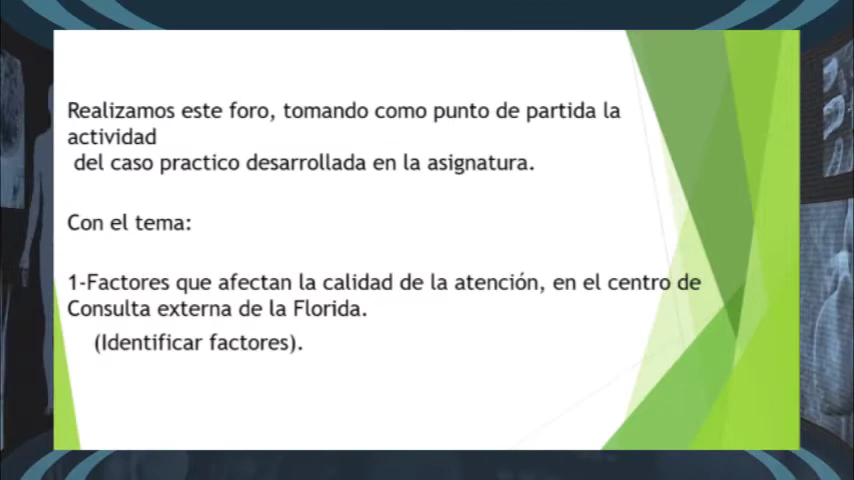 Realizamos este foro, tomando como punto de partida la
actividad
del caso practico desarrollada en la asignatura.
Con el tema:
1-Factores que afectan la calidad de la atención, en el centro de
Consulta externa de la Florida.
(Identificar factores).